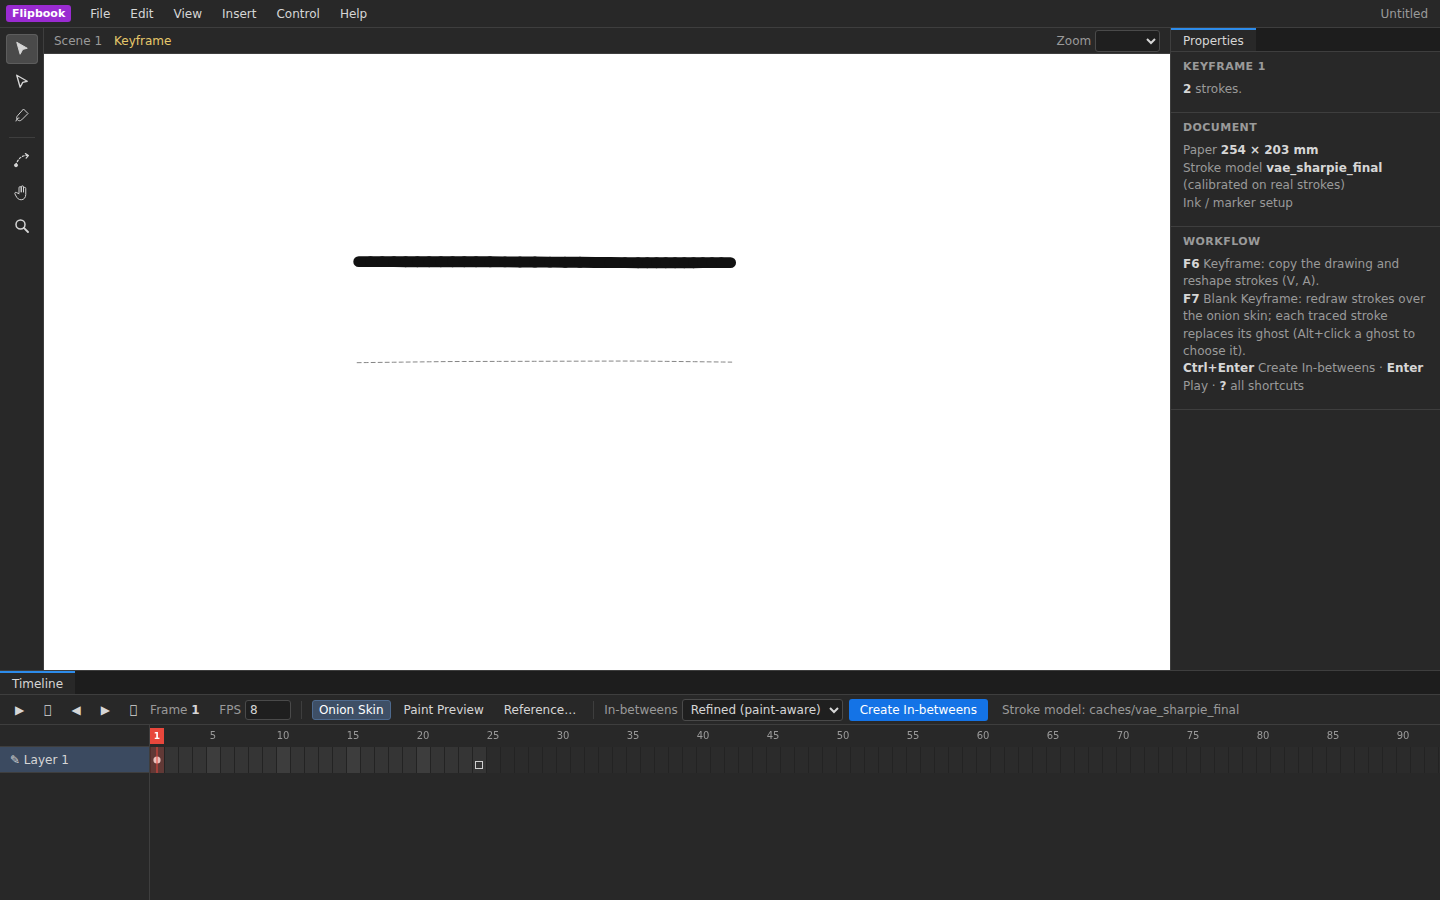 Flipbook File Edit View Insert Control Help Untitled
Scene 1 Keyframe Zoom
Properties
KEYFRAME 1
2 strokes.
DOCUMENT
Paper 254 × 203 mm
Stroke model vae_sharpie_final
(calibrated on real strokes)
Ink / marker setup
WORKFLOW
F6 Keyframe: copy the drawing and
reshape strokes (V, A).
F7 Blank Keyframe: redraw strokes over
the onion skin; each traced stroke
replaces its ghost (Alt+click a ghost to
choose it).
Ctrl+Enter Create In-betweens · Enter
Play · ? all shortcuts
Timeline
Frame 1 FPS 8 Onion Skin Paint Preview Reference... In-betweens Refined (paint-aware) Create In-betweens Stroke model: caches/vae_sharpie_final
1 5 10 15 20 25 30 35 40 45 50 55 60 65 70 75 80 85 90
Layer 1